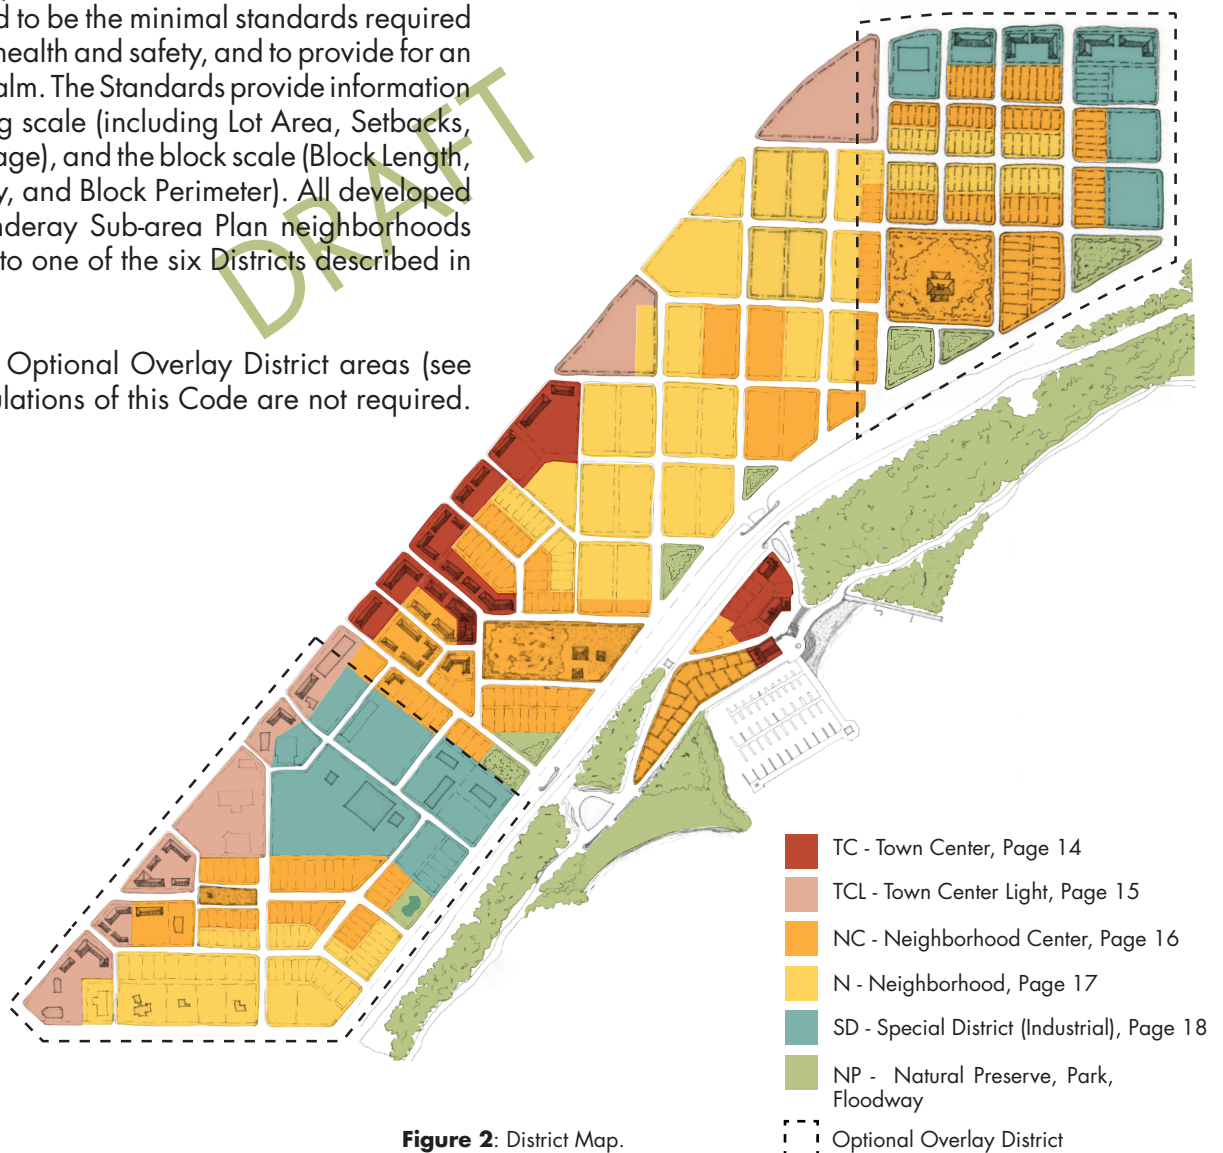 d to be the minimal standards required
health and safety, and to provide for an
alm. The Standards provide information
g scale (including Lot Area, Setbacks,
age), and the block scale (Block Length,
y, and Block Perimeter). All developed
nderay Sub-area Plan neighborhoods
to one of the six Districts described in
DRAFT
Optional Overlay District areas (see
ulations of this Code are not required.
TC - Town Center, Page 14
TCL - Town Center Light, Page 15
NC - Neighborhood Center, Page 16
N - Neighborhood, Page 17
SD - Special District (Industrial), Page 18
NP - Natural Preserve, Park,
Floodway
Optional Overlay District
Figure 2: District Map.